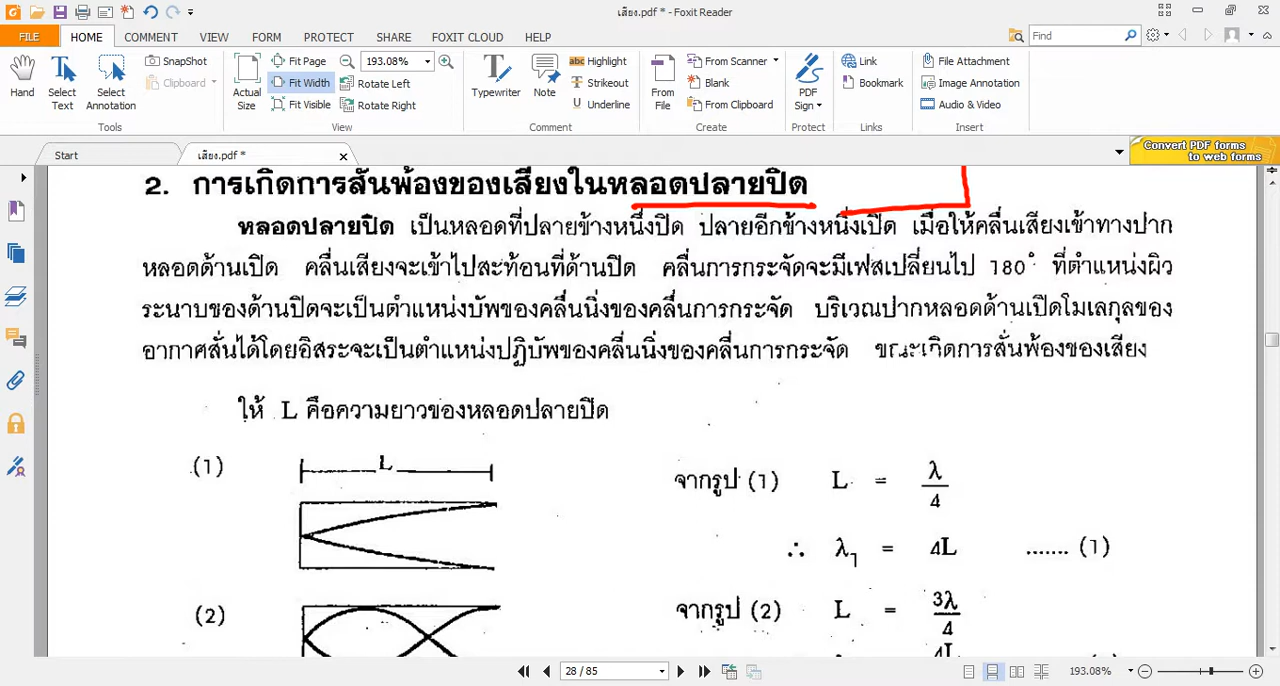 เสียง.pdf * - Foxit Reader
FILE HOME COMMENT VIEW FORM PROTECT SHARE FOXIT CLOUD HELP
Find
Hand
Select Text
Select Annotation
SnapShot
Clipboard
Tools
Actual Size
Fit Page
Fit Width
Fit Visible
193.08%
Rotate Left
Rotate Right
View
Typewriter
Note
Highlight
Strikeout
Underline
Comment
From File
From Scanner
Blank
From Clipboard
Create
PDF Sign
Protect
Link
Bookmark
Links
File Attachment
Image Annotation
Audio & Video
Insert
Start
เสียง.pdf *
Convert PDF forms
to web forms
2. การเกิดการสั่นพ้องของเสียงในหลอดปลายปิด
หลอดปลายปิด เป็นหลอดที่ปลายข้างหนึ่งปิด ปลายอีกข้างหนึ่งเปิด เมื่อให้คลื่นเสียงเข้าทางปาก
หลอดด้านเปิด คลื่นเสียงจะเข้าไปสะท้อนที่ด้านปิด คลื่นการกระจัดจะมีเฟสเปลี่ยนไป 180° ที่ตำแหน่งผิว
ระนาบของด้านปิดจะเป็นตำแหน่งบัพของคลื่นนิ่งของคลื่นการกระจัด บริเวณปากหลอดด้านเปิดโมเลกุลของ
อากาศสั่นได้โดยอิสระจะเป็นตำแหน่งปฏิบัพของคลื่นนิ่งของคลื่นการกระจัด ขณะเกิดการสั่นพ้องของเสียง
ให้ L คือความยาวของหลอดปลายปิด
(1) L จากรูป (1) L = λ/4
∴ λ₁ = 4L ....... (1)
(2) จากรูป (2) L = 3λ/4
4L
28 / 85
193.08%